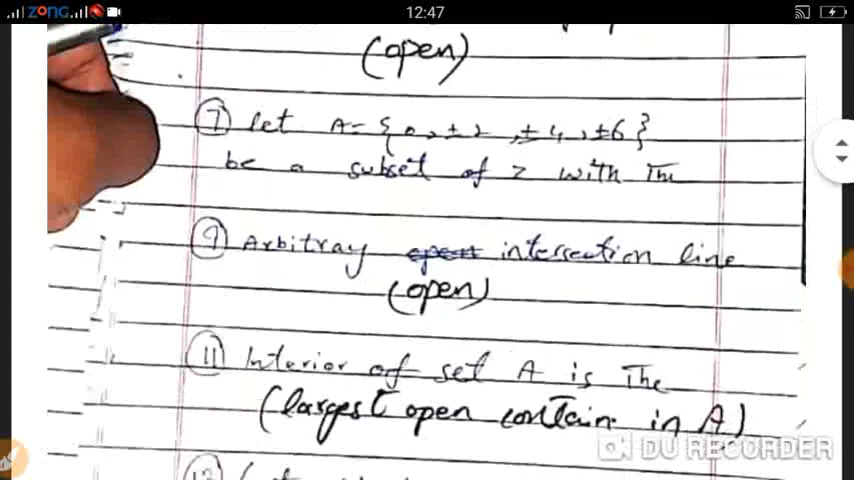 ZONG 12:47
(open)
⑦ let A = {0, ±2, ±4, ±6}
be a subset of Z with The
⑨ Arbitray open intersection line
(open)
⑪ Interior of set A is The
(largest open contain in A)
DU RECORDER